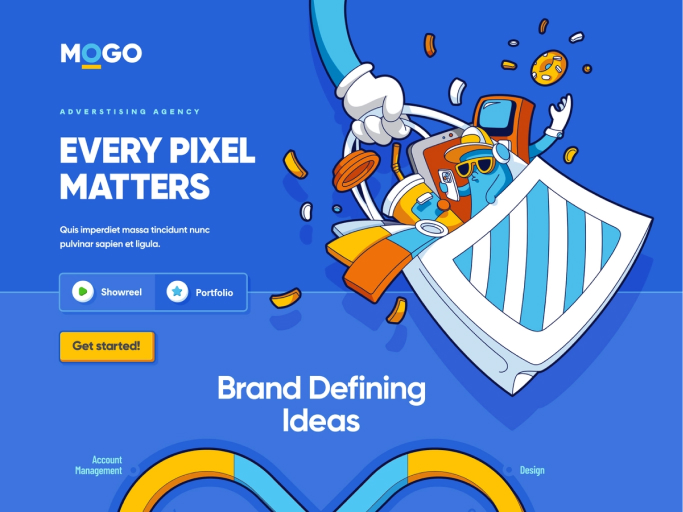 MOGO
ADVERSTISING AGENCY
EVERY PIXEL
MATTERS
Quis imperdiet massa tincidunt nunc
pulvinar sapien et ligula.
Showreel
Portfolio
Get started!
Brand Defining
Ideas
Account
Management
Design